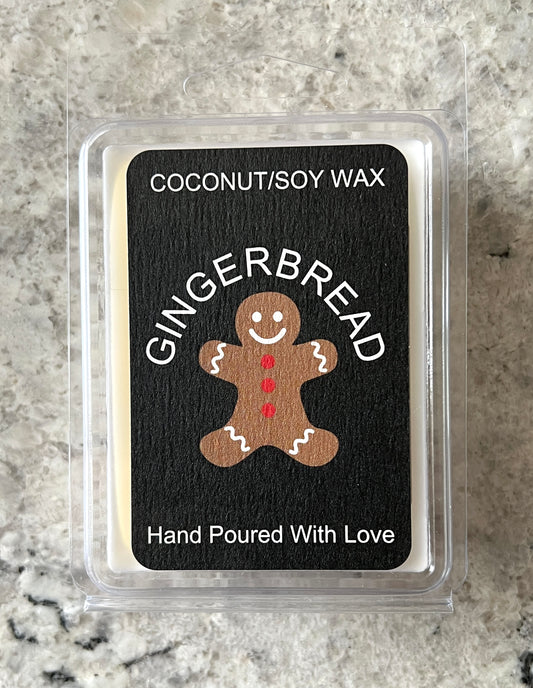 COCONUT/SOY WAX
GINGERBREAD
Hand Poured With Love